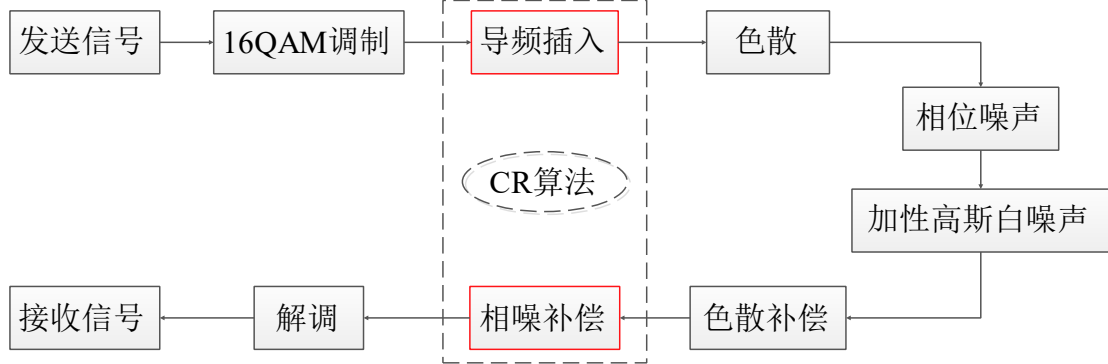 发送信号
16QAM调制
导频插入
色散
相位噪声
CR算法
加性高斯白噪声
接收信号
解调
相噪补偿
色散补偿